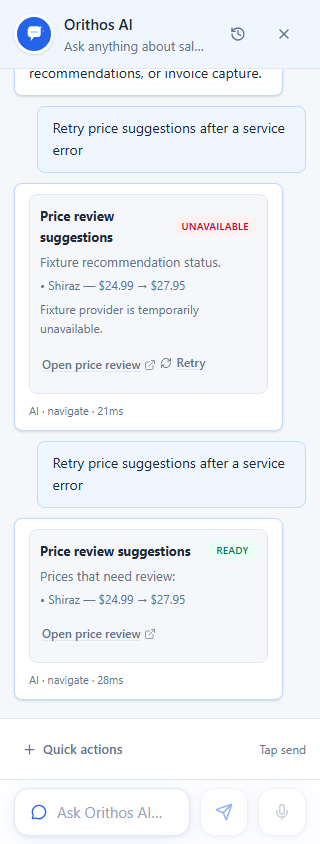 Orithos AI
Ask anything about sal...
recommendations, or invoice capture.
Retry price suggestions after a service
error
Price review
suggestions
UNAVAILABLE
Fixture recommendation status.
• Shiraz — $24.99 → $27.95
Fixture provider is temporarily
unavailable.
Open price review
Retry
AI · navigate · 21ms
Retry price suggestions after a service
error
Price review suggestions
READY
Prices that need review:
• Shiraz — $24.99 → $27.95
Open price review
AI · navigate · 28ms
Quick actions
Tap send
Ask Orithos AI...